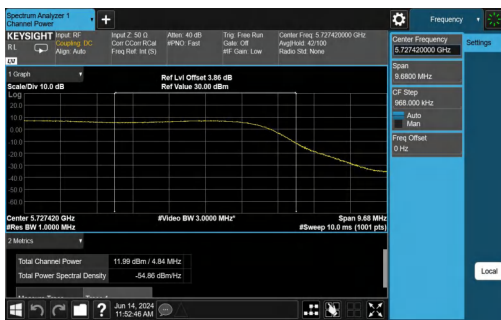 Spectrum Analyzer 1
Channel Power
Frequency
KEYSIGHT
Input: RF
Coupling: DC
Align: Auto
Input Z: 50 Ω
Corr CCorr RCal
Freq Ref: Int (S)
Atten: 40 dB
#PNO: Fast
Trig: Free Run
Gate: Off
#IF Gain: Low
Center Freq: 5.727420000 GHz
Avg|Hold: 42/100
Radio Std: None
RL
1 Graph
Scale/Div 10.0 dB
Ref Lvl Offset 3.86 dB
Ref Value 30.00 dBm
Log
20.0
10.0
0.00
-10.0
-20.0
-30.0
-40.0
-50.0
-60.0
Center 5.727420 GHz
#Res BW 1.0000 MHz
#Video BW 3.0000 MHz*
Span 9.68 MHz
#Sweep 10.0 ms (1001 pts)
2 Metrics
Total Channel Power 11.99 dBm / 4.84 MHz
Total Power Spectral Density -54.86 dBm/Hz
Jun 14, 2024
11:52:46 AM
Center Frequency
5.727420000 GHz
Settings
Span
9.6800 MHz
CF Step
968.000 kHz
Auto
Man
Freq Offset
0 Hz
Local